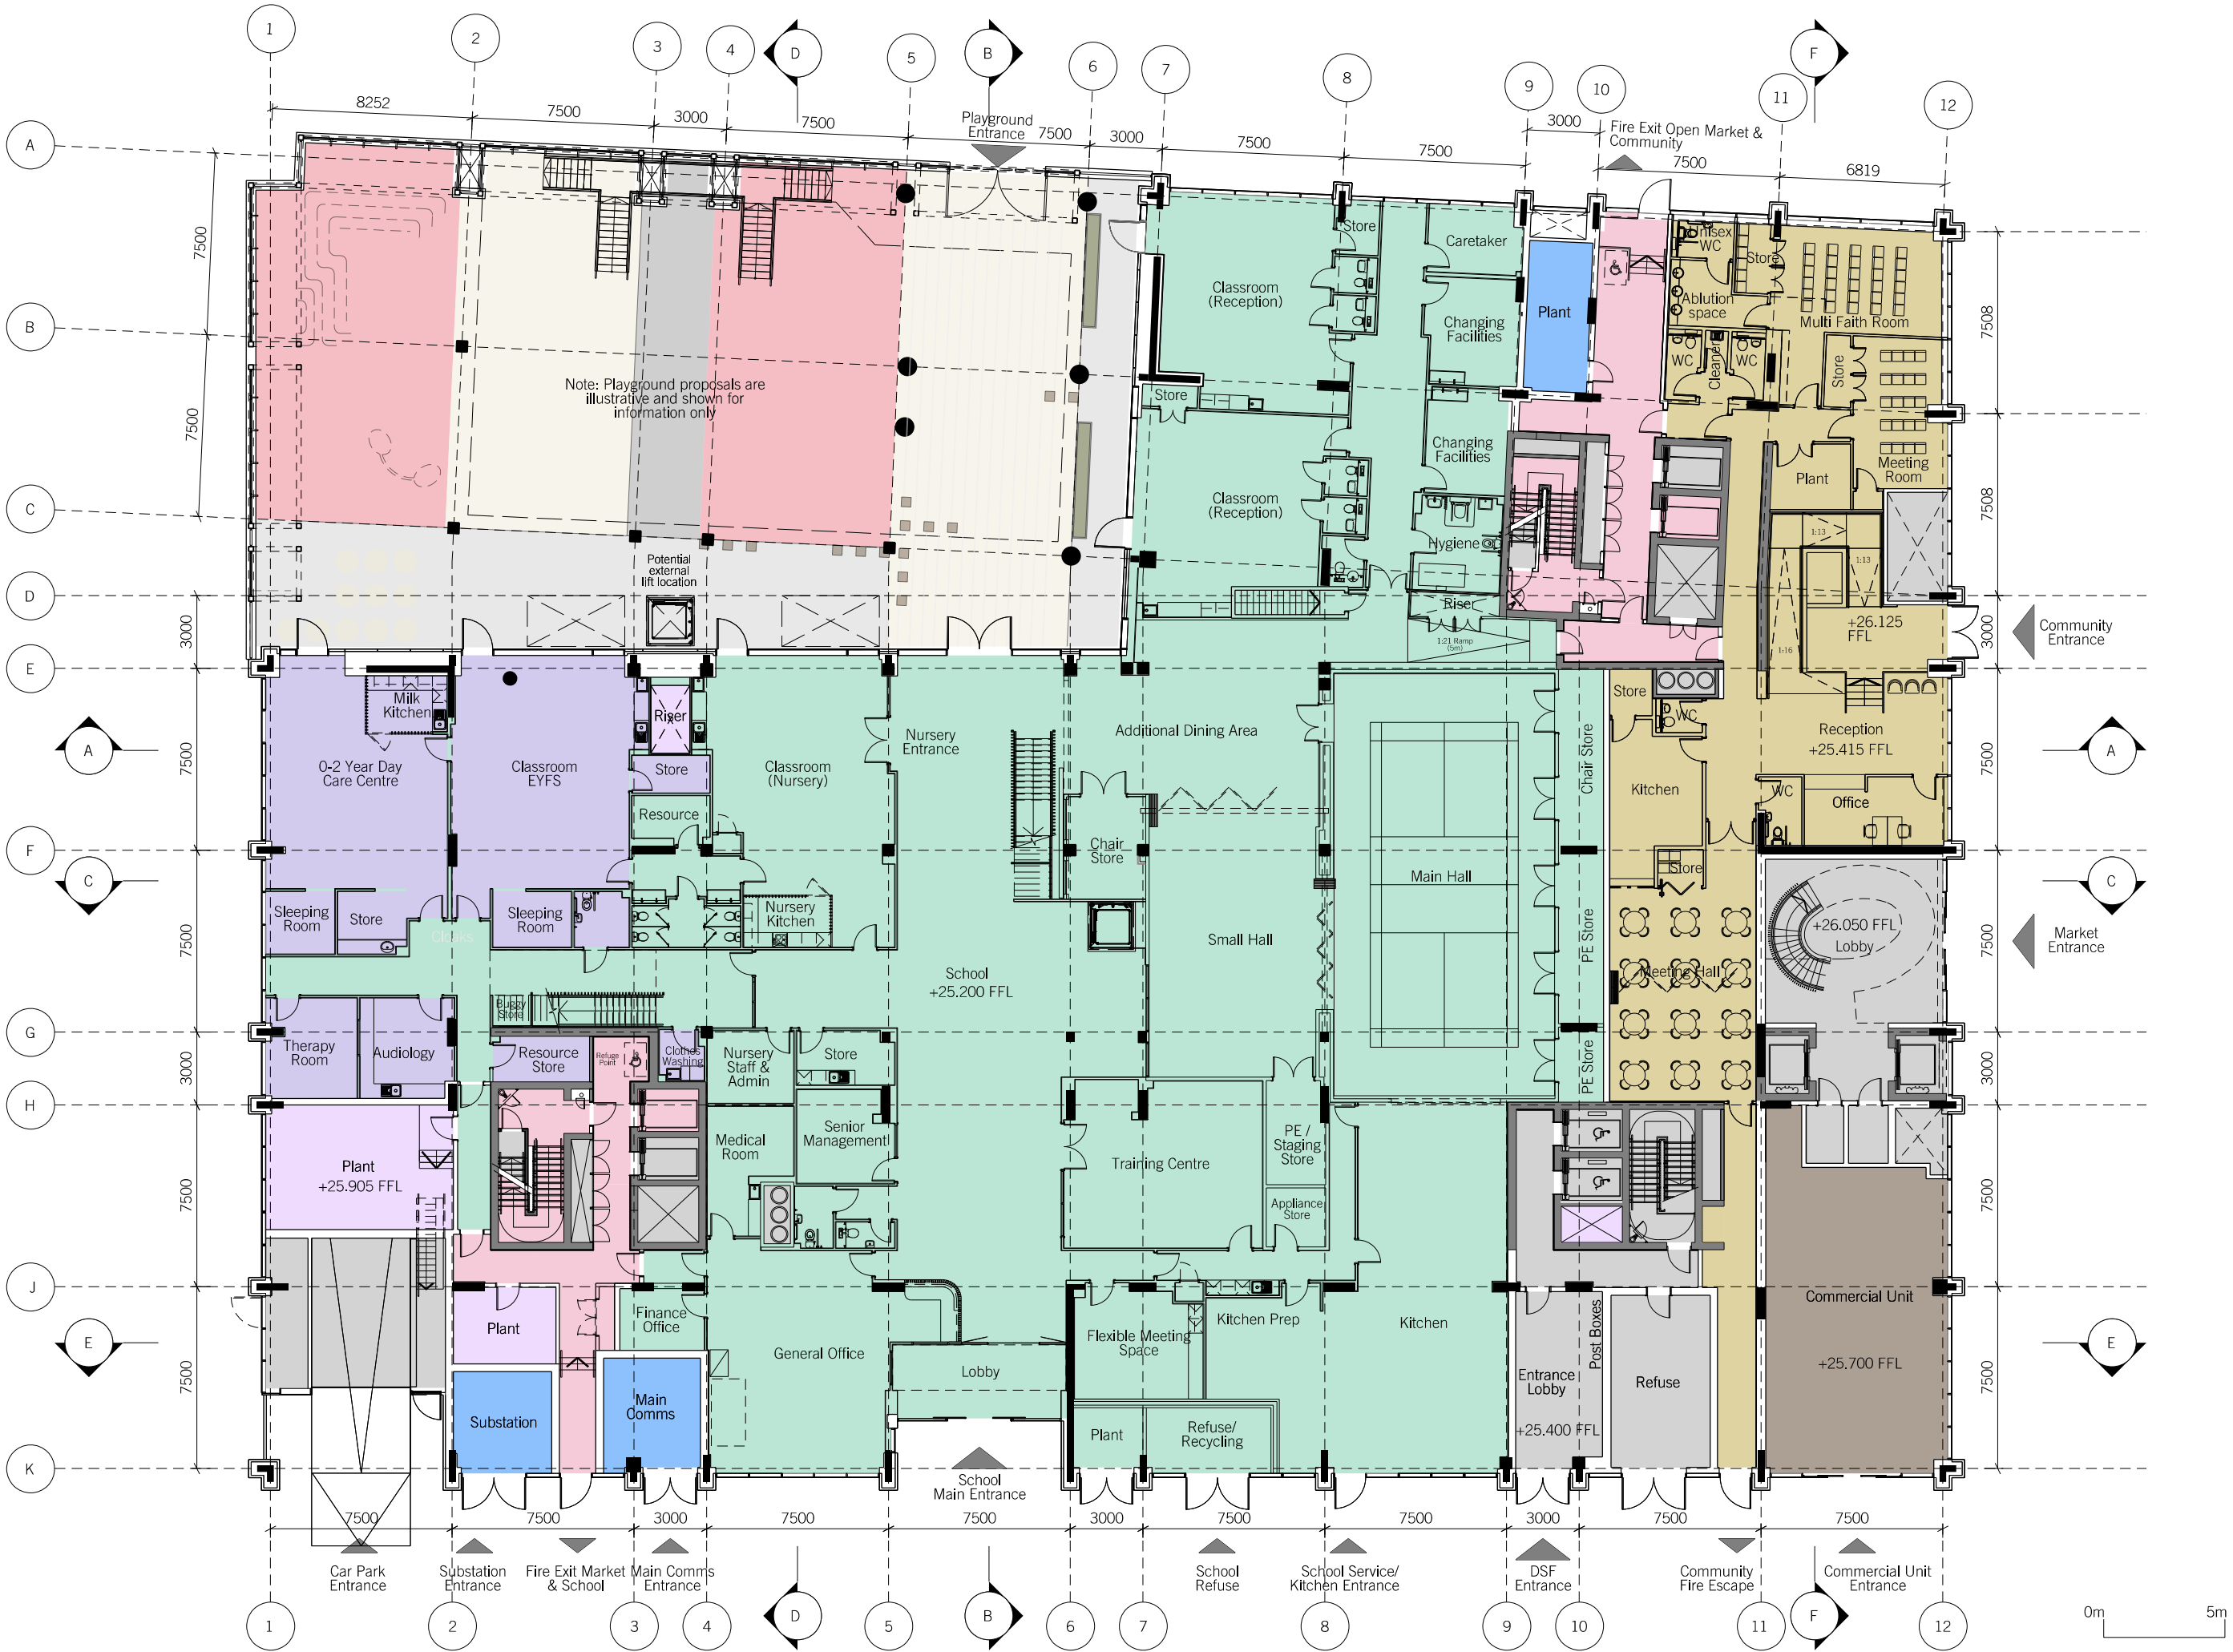 1
2
3
4
D
5
B
6
7
8
9
10
F
11
12
8252
7500
3000
7500
Playground
Entrance
7500
3000
7500
7500
3000
Fire Exit Open Market &
Community
7500
6819
A
B
C
D
E
A
F
C
G
H
J
E
K
7500
7500
3000
7500
7500
3000
7500
7500
Note: Playground proposals are
illustrative and shown for
information only
Potential
external
lift location
Classroom
(Reception)
Store
Caretaker
Changing
Facilities
Plant
Unisex
WC
Store
Ablution
space
Multi Faith Room
WC
Cleaner
WC
Store
Store
Changing
Facilities
Classroom
(Reception)
Plant
Meeting
Room
Hygiene
Riser
1:21 Ramp
(5m)
1:13
1:13
1:16
+26.125
FFL
7508
7508
3000
7500
7500
3000
7500
7500
Community
Entrance
A
C
Market
Entrance
E
Milk
Kitchen
0-2 Year Day
Care Centre
Classroom
EYFS
Riser
Store
Resource
Classroom
(Nursery)
Nursery
Entrance
Additional Dining Area
Chair
Store
Chair Store
Store
WC
Kitchen
Reception
+25.415 FFL
WC
Office
Store
Main Hall
Small Hall
PE Store
PE Store
Meeting Hall
+26.050 FFL
Lobby
Sleeping
Room
Store
Cloaks
Sleeping
Room
Nursery
Kitchen
School
+25.200 FFL
Buggy
Store
Therapy
Room
Audiology
Resource
Store
Refuge
Point
Clothes
Washing
Nursery
Staff &
Admin
Store
Senior
Management
Medical
Room
Training Centre
PE /
Staging
Store
Appliance
Store
Plant
+25.905 FFL
Plant
Finance
Office
General Office
Lobby
Flexible Meeting
Space
Kitchen Prep
Kitchen
Entrance
Lobby
+25.400 FFL
Post Boxes
Refuse
Commercial Unit
+25.700 FFL
Substation
Main
Comms
Plant
Refuse/
Recycling
School
Main Entrance
7500
7500
3000
7500
7500
3000
7500
7500
3000
7500
7500
Car Park
Entrance
Substation
Entrance
Fire Exit Market
& School
Main Comms
Entrance
School
Refuse
School Service/
Kitchen Entrance
DSF
Entrance
Community
Fire Escape
Commercial Unit
Entrance
1
2
3
4
D
5
B
6
7
8
9
10
11
F
12
0m
5m